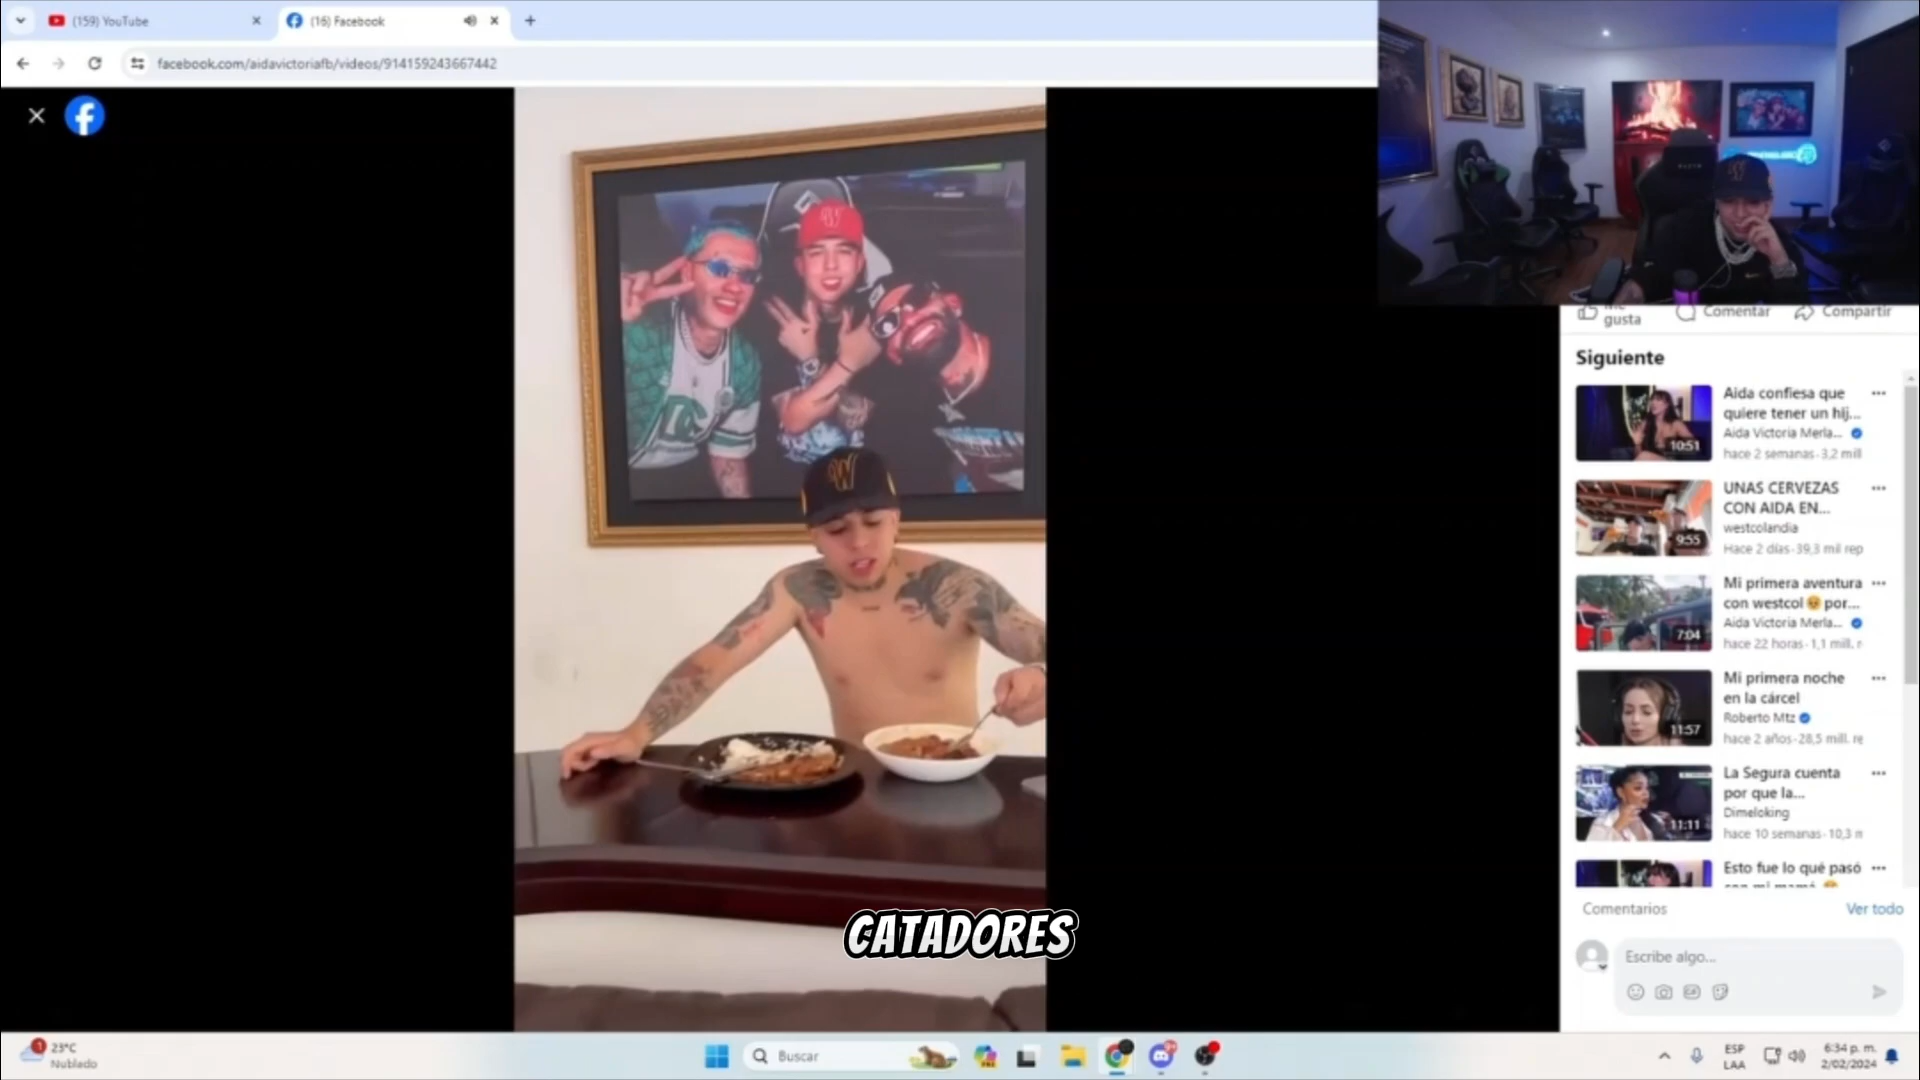 (159) YouTube
(16) Facebook
facebook.com/aidavictoriafb/videos/914159243667442
gusta
Comentar
Compartir
Siguiente
Aida confiesa que
quiere tener un hij...
Aida Victoria Merla...
hace 2 semanas · 3,2 mill
10:51
UNAS CERVEZAS
CON AIDA EN...
westcolandia
Hace 2 días · 39,3 mil rep
9:55
Mi primera aventura
con westcol🥺 por...
Aida Victoria Merla...
hace 22 horas · 1,1 mill. r
7:04
Mi primera noche
en la cárcel
Roberto Mtz
hace 2 años · 28,5 mill. re
11:57
La Segura cuenta
por que la...
Dimeloking
hace 10 semanas · 10,3 m
11:11
Esto fue lo qué pasó
Comentarios
Ver todo
Escribe algo...
W
W
CATADORES
1
23°C
Nublado
Buscar
ESP
LAA
6:34 p. m.
2/02/2024